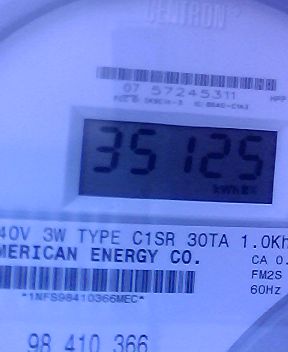 CENTRON
07 57245311
35125
kWh
40V 3W TYPE C1SR 30TA 1.0Kh
MERICAN ENERGY CO.
CA 0.
FM2S
*1NFS98410366MEC*
60Hz
98 410 366